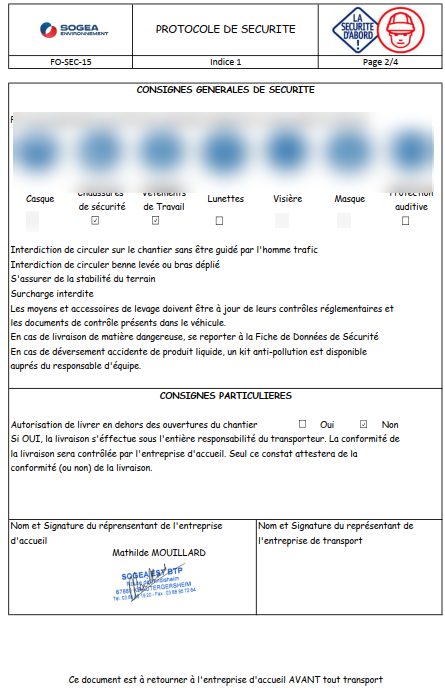 SOGEA
ENVIRONNEMENT
PROTOCOLE DE SECURITE
LA
SÉCURITÉ
D'ABORD
!
FO-SEC-15
Indice 1
Page 2/4
CONSIGNES GENERALES DE SECURITE
Casque
Chaussures
de sécurité
Vêtements
de Travail
Lunettes
Visière
Masque
Protection
auditive
Interdiction de circuler sur le chantier sans être guidé par l'homme trafic
Interdiction de circuler benne levée ou bras déplié
S'assurer de la stabilité du terrain
Surcharge interdite
Les moyens et accessoires de levage doivent être à jour de leurs contrôles réglementaires et
les documents de contrôle présents dans le véhicule.
En cas de livraison de matière dangereuse, se reporter à la Fiche de Données de Sécurité
En cas de déversement accidente de produit liquide, un kit anti-pollution est disponible
auprés du responsable d'équipe.
CONSIGNES PARTICULIERES
Autorisation de livrer en dehors des ouvertures du chantier ☐ Oui ☑ Non
Si OUI, la livraison s'éffectue sous l'entière responsabilité du transporteur. La conformité de
la livraison sera contrôlée par l'entreprise d'accueil. Seul ce constat attestera de la
conformité (ou non) de la livraison.
Nom et Signature du réprensentant de l'entreprise
d'accueil
Mathilde MOUILLARD
SOGEA EST BTP
Nom et Signature du représentant de
l'entreprise de transport
Ce document est à retourner à l'entreprise d'accueil AVANT tout transport